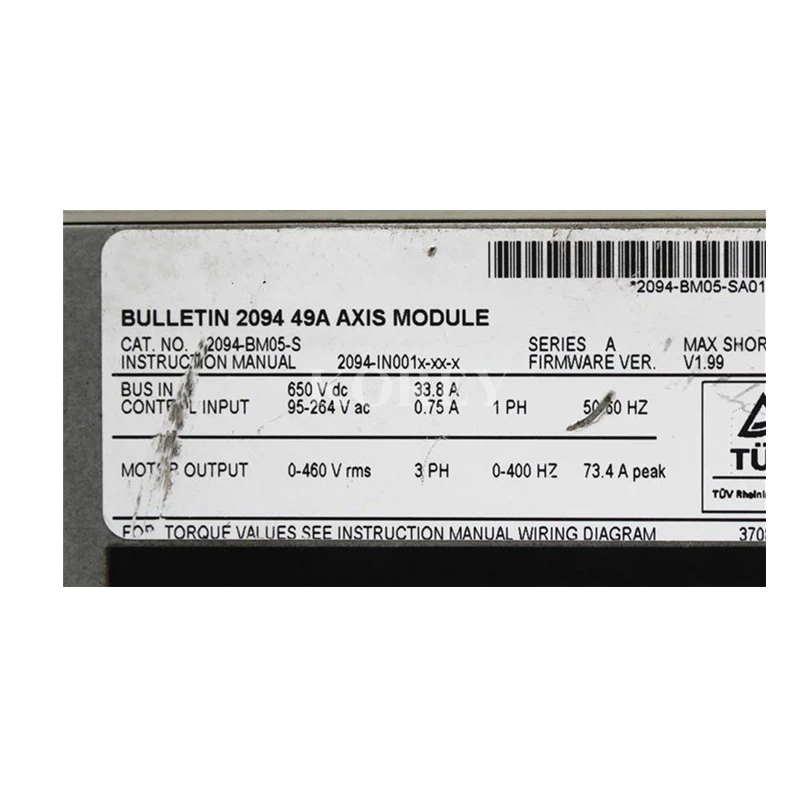 *2094-BM05-SA01
BULLETIN 2094 49A AXIS MODULE
CAT. NO. 2094-BM05-S SERIES A MAX SHOR
INSTRUCTION MANUAL 2094-IN001x-xx-x FIRMWARE VER. V1.99
BUS IN 650 V dc 33.8 A
CONTROL INPUT 95-264 V ac 0.75 A 1 PH 50/60 HZ
KOREY
MOTOR OUTPUT 0-460 V rms 3 PH 0-400 HZ 73.4 A peak
TÜV
TÜV Rheinl
FOR TORQUE VALUES SEE INSTRUCTION MANUAL WIRING DIAGRAM 370